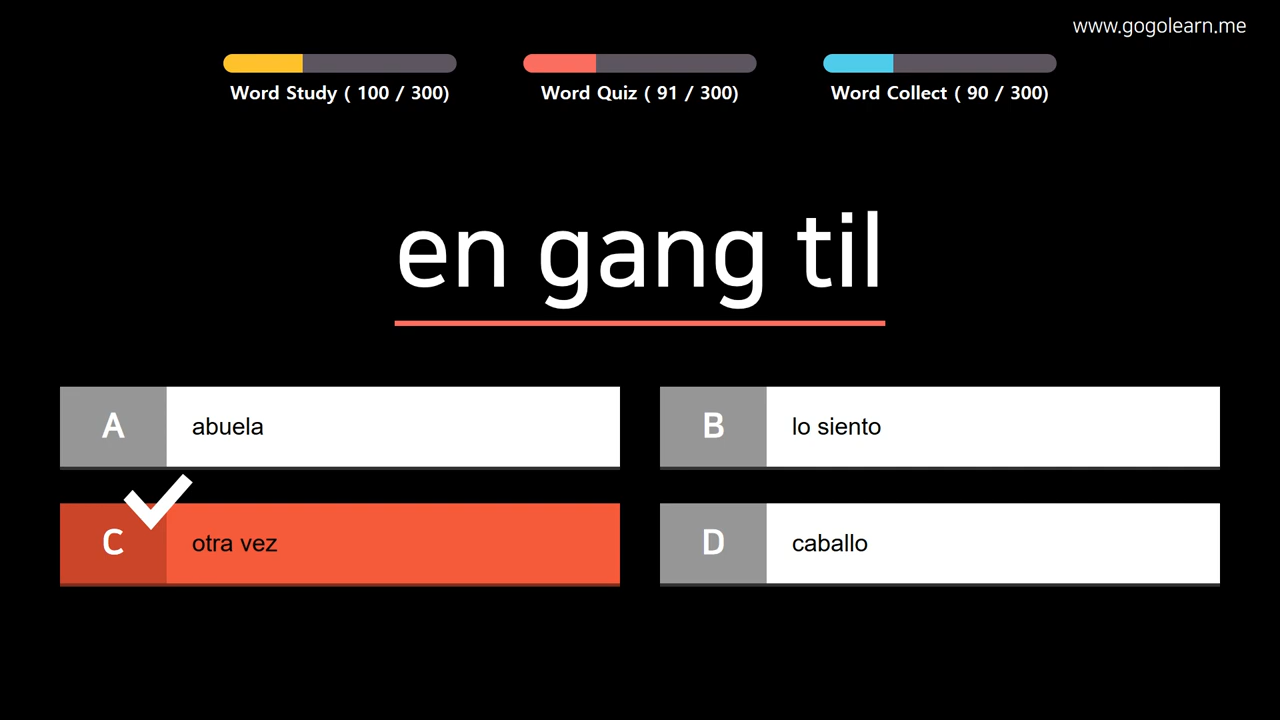 www.gogolearn.me
Word Study ( 100 / 300)
Word Quiz ( 91 / 300)
Word Collect ( 90 / 300)
en gang til
A abuela
B lo siento
C otra vez
D caballo